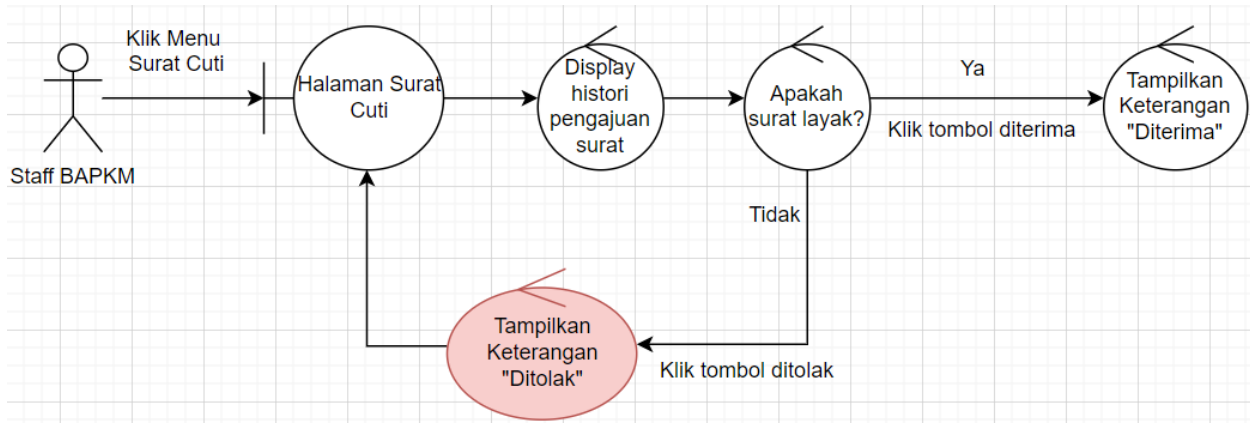 Klik Menu
Surat Cuti
Staff BAPKM
Halaman Surat
Cuti
Display
histori
pengajuan
surat
Apakah
surat layak?
Ya
Klik tombol diterima
Tampilkan
Keterangan
"Diterima"
Tidak
Klik tombol ditolak
Tampilkan
Keterangan
"Ditolak"